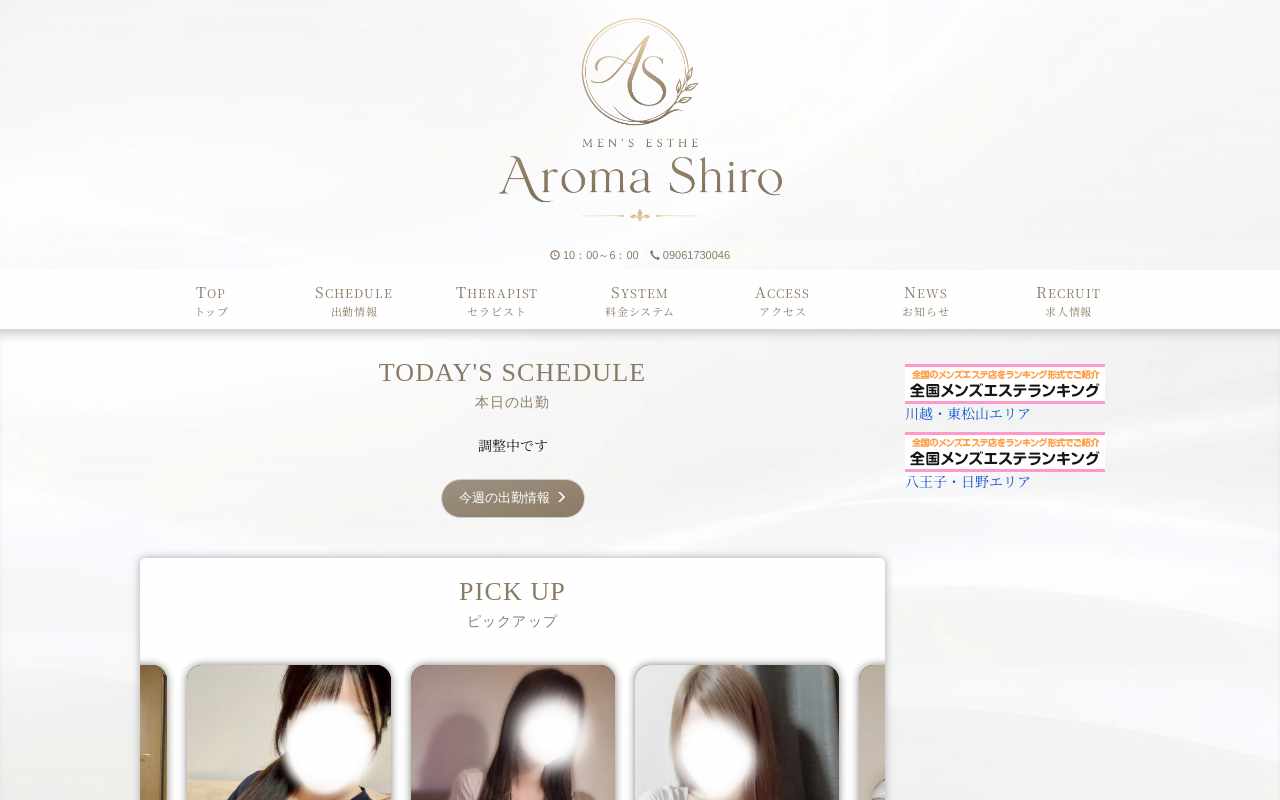 AS
MEN'S ESTHE
Aroma Shiro
10：00～6：00 09061730046
TOP SCHEDULE THERAPIST SYSTEM ACCESS NEWS RECRUIT
トップ 出勤情報 セラピスト 料金システム アクセス お知らせ 求人情報
TODAY'S SCHEDULE
本日の出勤
調整中です
今週の出勤情報
全国のメンズエステ店をランキング形式でご紹介
全国メンズエステランキング
川越・東松山エリア
全国のメンズエステ店をランキング形式でご紹介
全国メンズエステランキング
八王子・日野エリア
PICK UP
ピックアップ